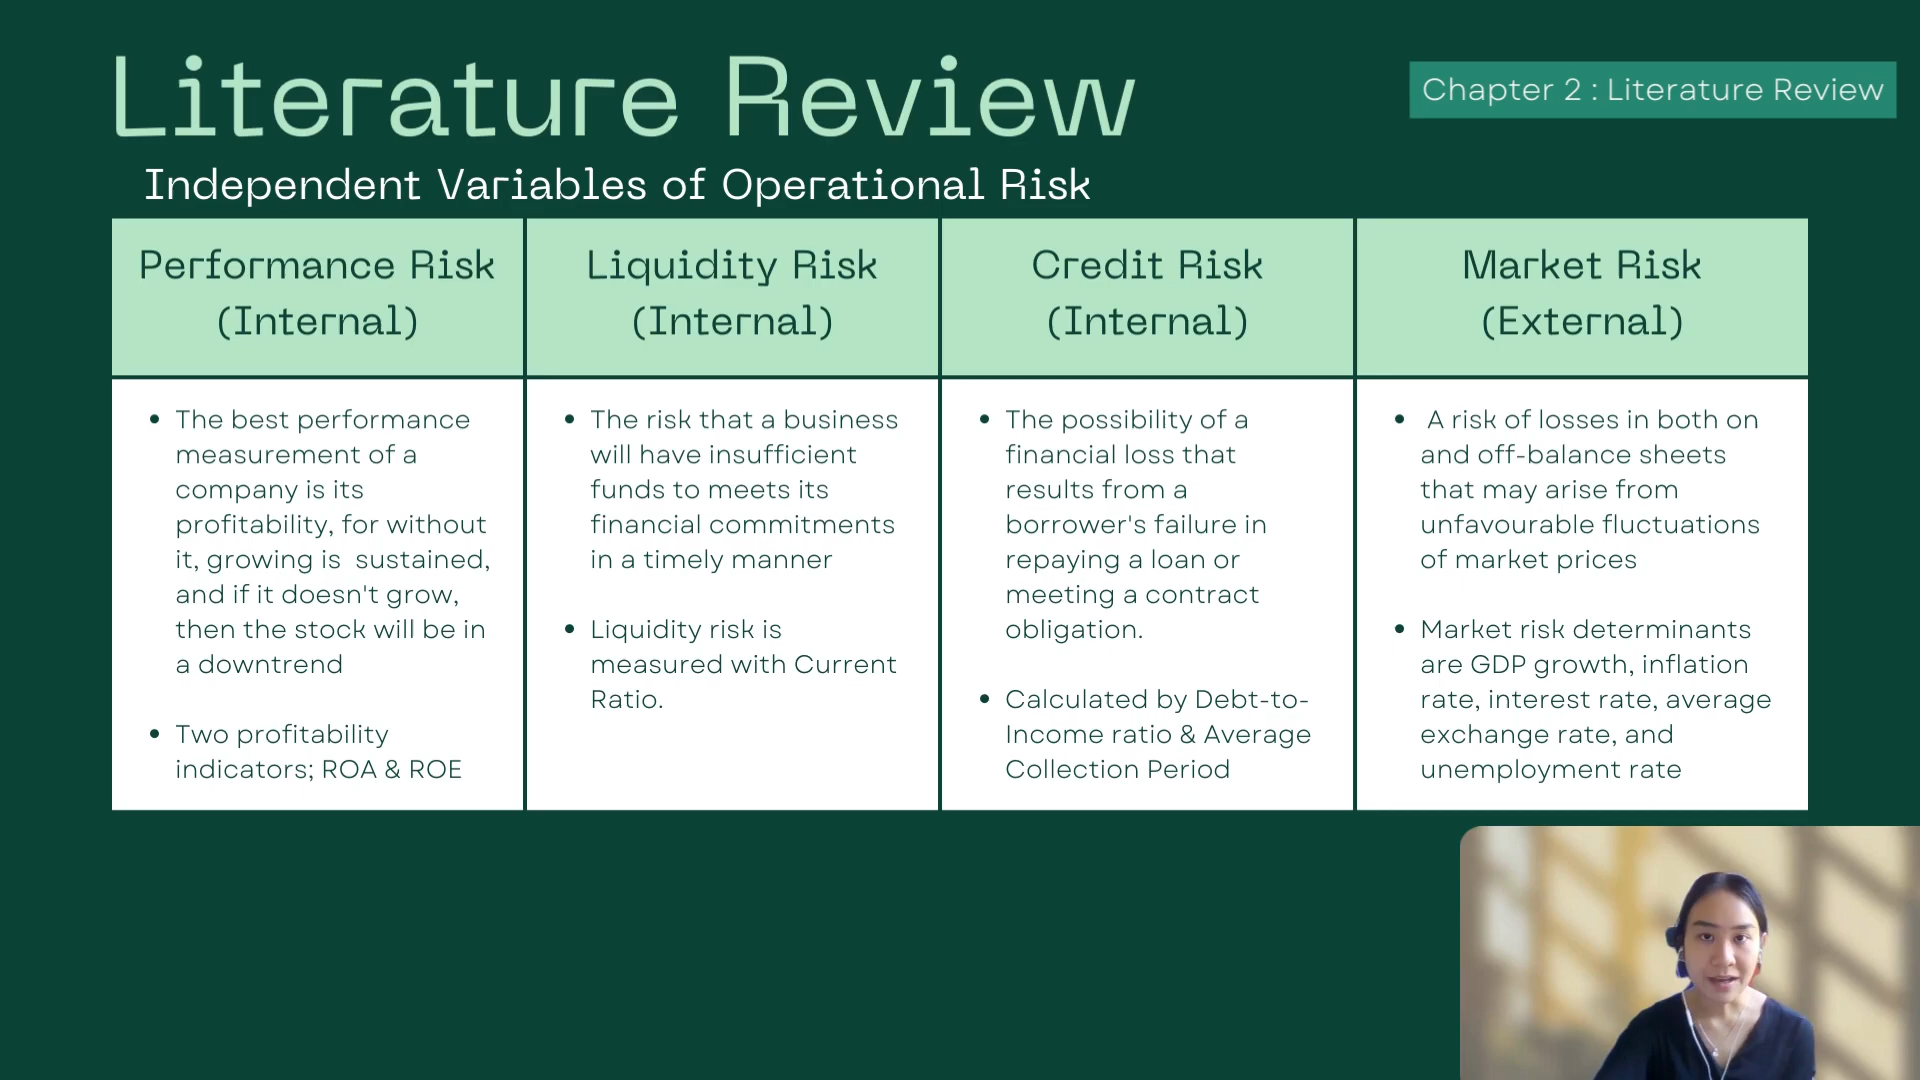 Literature Review
Chapter 2 : Literature Review
Independent Variables of Operational Risk
Performance Risk
(Internal)
Liquidity Risk
(Internal)
Credit Risk
(Internal)
Market Risk
(External)
• The best performance
measurement of a
company is its
profitability, for without
it, growing is  sustained,
and if it doesn't grow,
then the stock will be in
a downtrend
• Two profitability
indicators; ROA & ROE
• The risk that a business
will have insufficient
funds to meets its
financial commitments
in a timely manner
• Liquidity risk is
measured with Current
Ratio.
• The possibility of a
financial loss that
results from a
borrower's failure in
repaying a loan or
meeting a contract
obligation.
• Calculated by Debt-to-
Income ratio & Average
Collection Period
• A risk of losses in both on
and off-balance sheets
that may arise from
unfavourable fluctuations
of market prices
• Market risk determinants
are GDP growth, inflation
rate, interest rate, average
exchange rate, and
unemployment rate